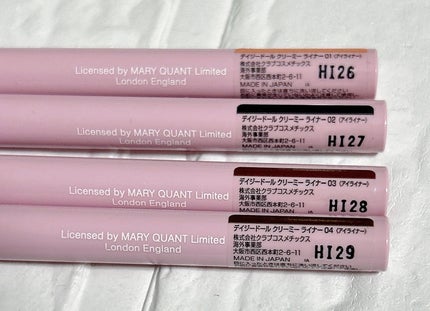 Licensed by MARY QUANT Limited
London England
デイジードール クリーミー ライナー 01 (アイライナー)
株式会社クラブコスメチックス
海外事業部
大阪市西区西本町2-6-11
MADE IN JAPAN
HI26
Licensed by MARY QUANT Limited
London England
デイジードール クリーミー ライナー 02 (アイライナー)
株式会社クラブコスメチックス
海外事業部
大阪市西区西本町2-6-11
MADE IN JAPAN IA
HI27
Licensed by MARY QUANT Limited
London England
デイジードール クリーミー ライナー 03 (アイライナー)
株式会社クラブコスメチックス
海外事業部
大阪市西区西本町2-6-11
MADE IN JAPAN IA
HI28
Licensed by MARY QUANT Limited
London England
デイジードール クリーミー ライナー 04 (アイライナー)
株式会社クラブコスメチックス
海外事業部
大阪市西区西本町2-6-11
MADE IN JAPAN IA
HI29